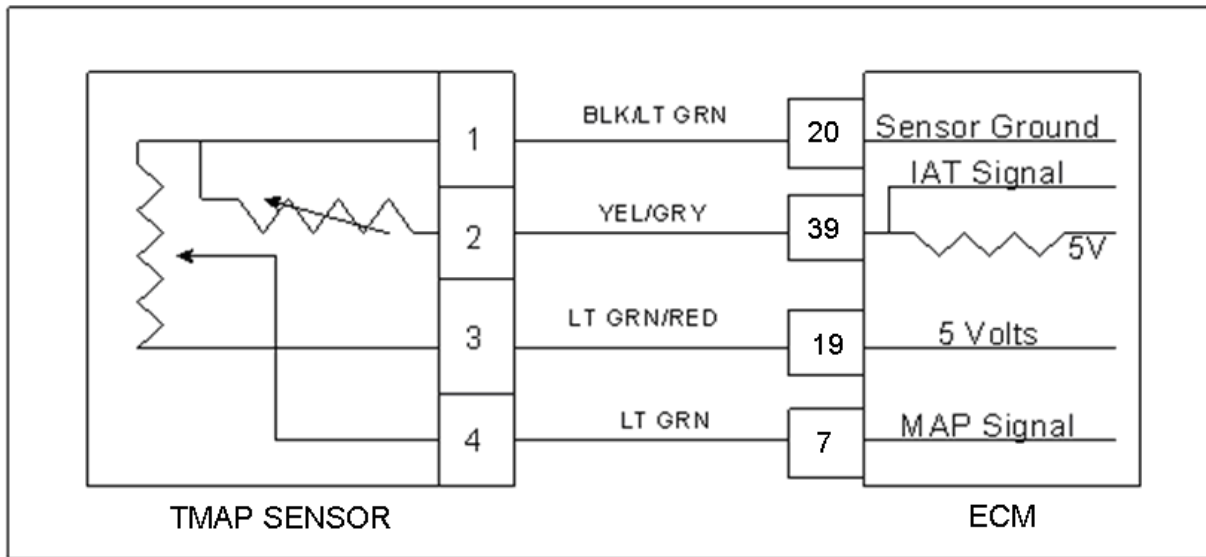 1
BLK/LT GRN
20
Sensor Ground
IAT Signal
2
YEL/GRY
39
5V
3
LT GRN/RED
19
5 Volts
4
LT GRN
7
MAP Signal
TMAP SENSOR
ECM